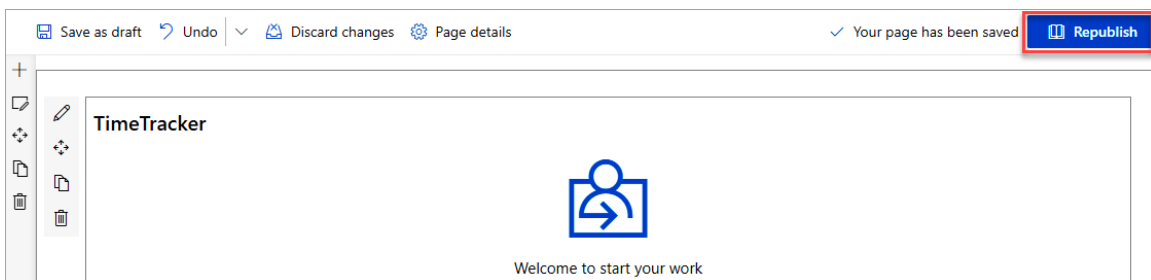 Save as draft Undo Discard changes Page details Your page has been saved Republish
TimeTracker
Welcome to start your work